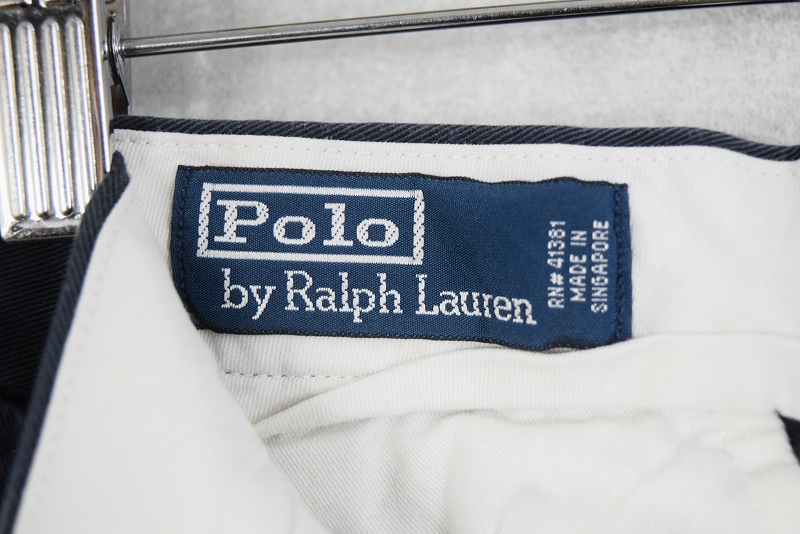 Polo
by Ralph Lauren
RN# 41381
MADE IN
SINGAPORE